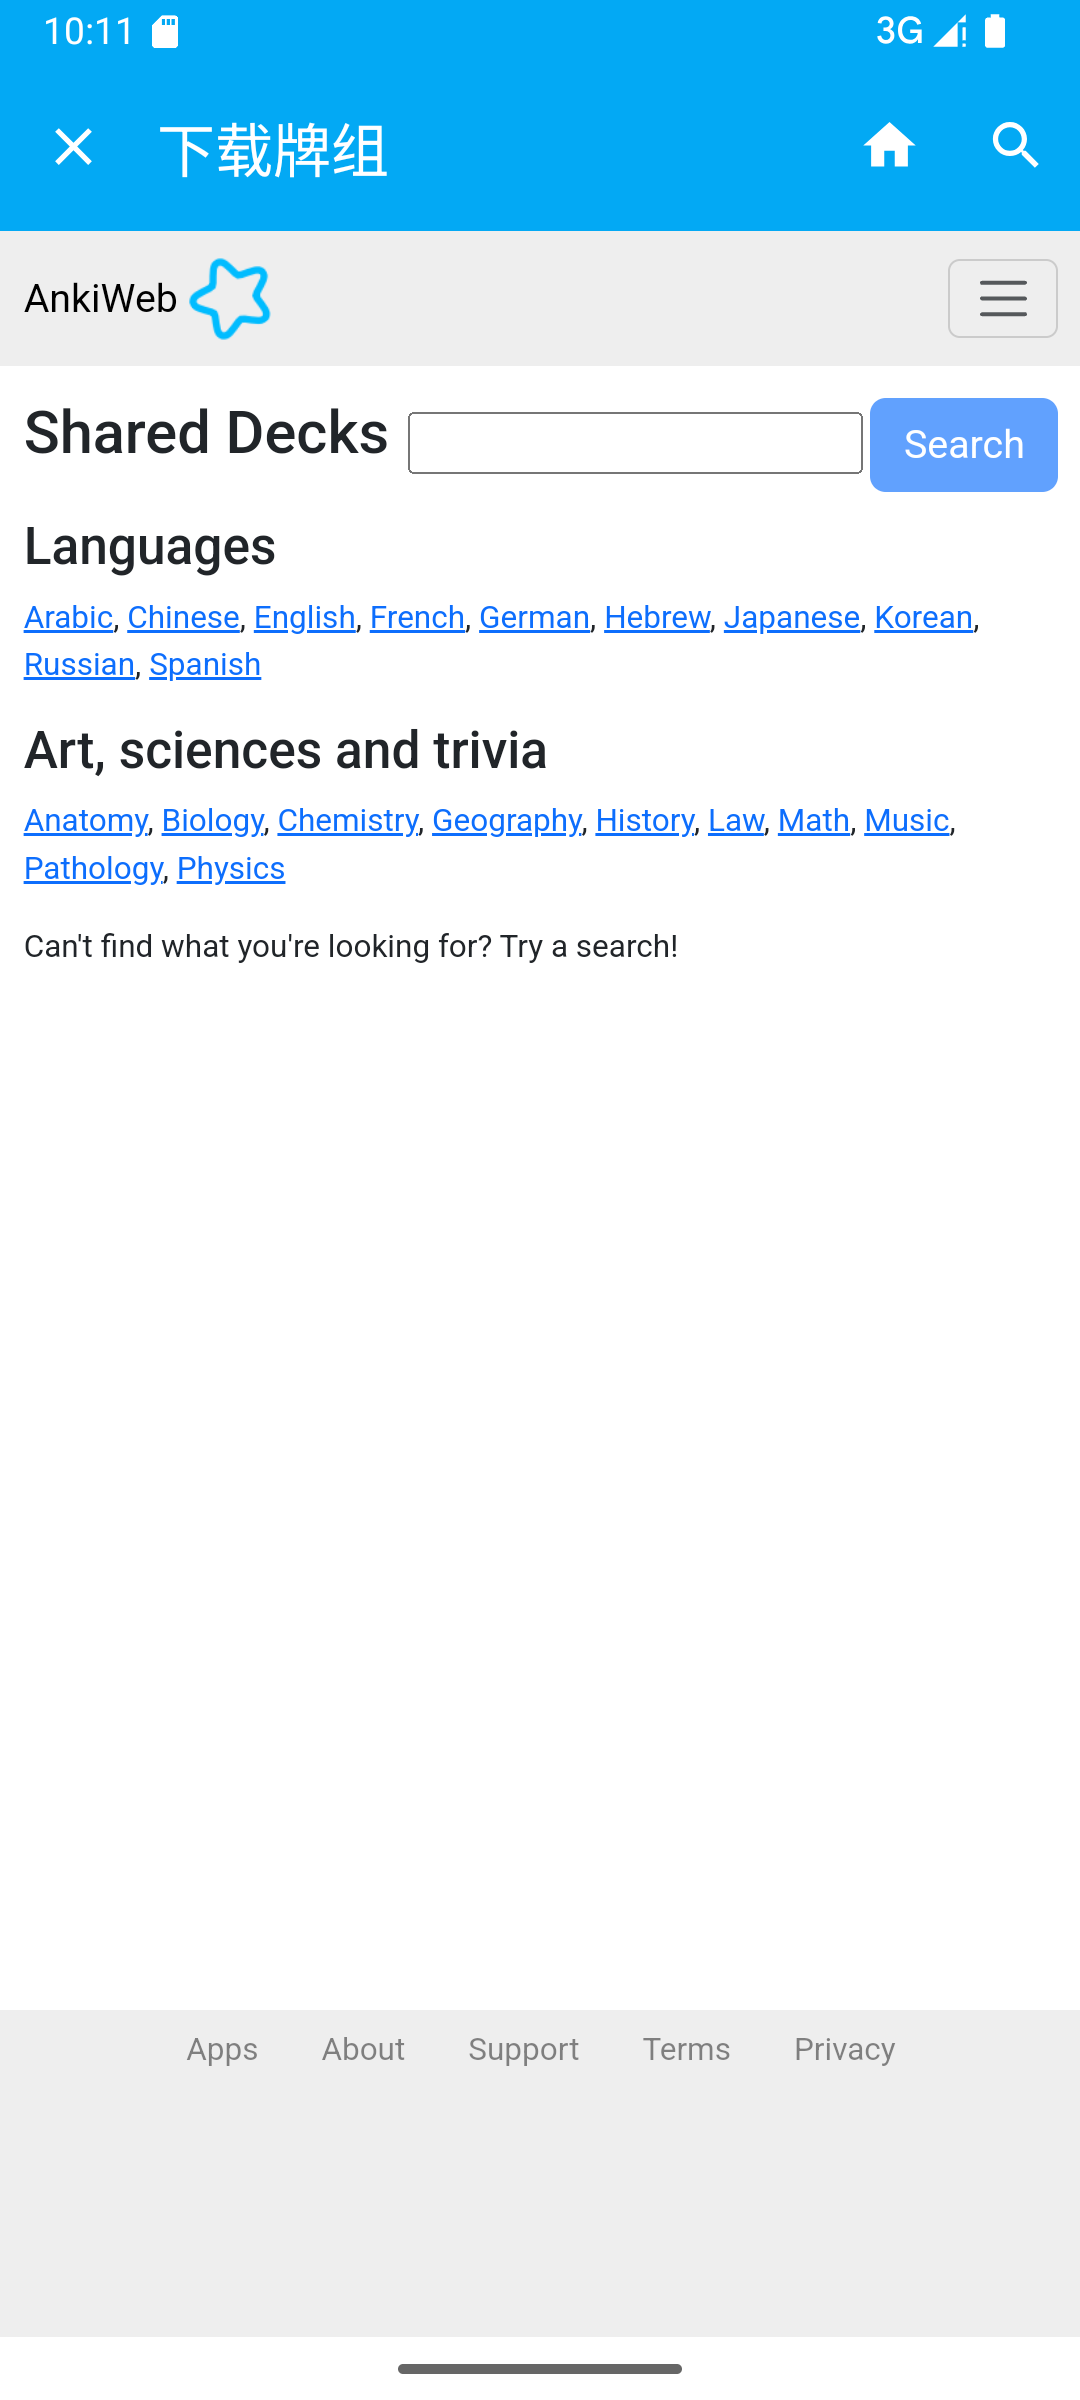 10:11 3G
下载牌组
AnkiWeb
Shared Decks Search
Languages
Arabic, Chinese, English, French, German, Hebrew, Japanese, Korean,
Russian, Spanish
Art, sciences and trivia
Anatomy, Biology, Chemistry, Geography, History, Law, Math, Music,
Pathology, Physics
Can't find what you're looking for? Try a search!
Apps About Support Terms Privacy